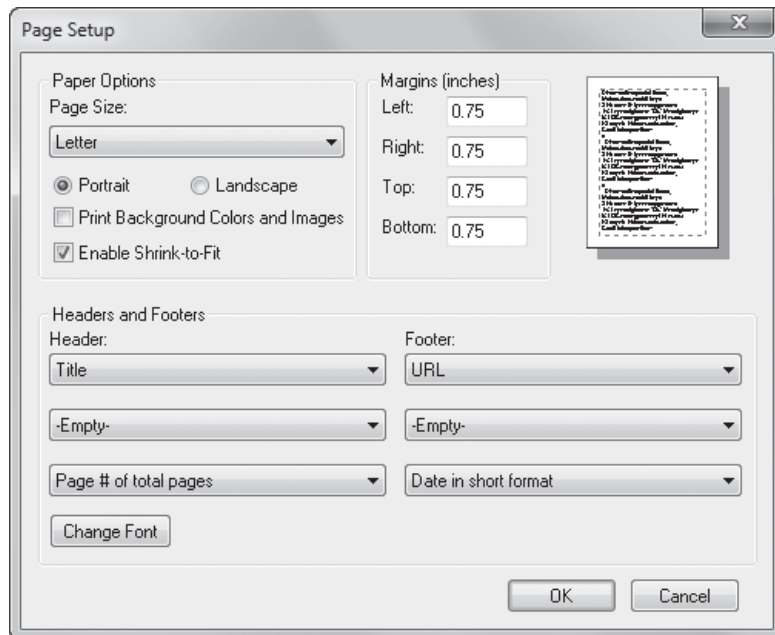 Page Setup
Paper Options
Page Size:
Letter
Portrait Landscape
Print Background Colors and Images
Enable Shrink-to-Fit
Margins (inches)
Left: 0.75
Right: 0.75
Top: 0.75
Bottom: 0.75
Headers and Footers
Header: Footer:
Title URL
-Empty- -Empty-
Page # of total pages Date in short format
Change Font
OK Cancel